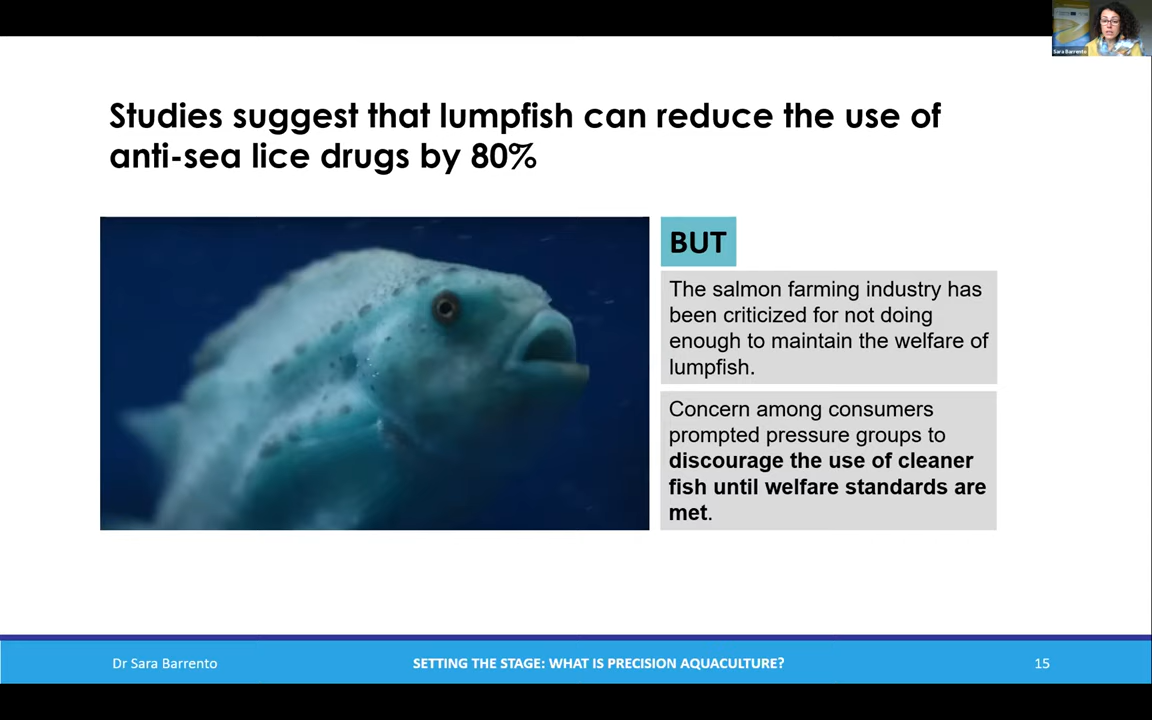 Sara Barrento
Studies suggest that lumpfish can reduce the use of
anti-sea lice drugs by 80%
BUT
The salmon farming industry has
been criticized for not doing
enough to maintain the welfare of
lumpfish.
Concern among consumers
prompted pressure groups to
discourage the use of cleaner
fish until welfare standards are
met.
Dr Sara Barrento
SETTING THE STAGE: WHAT IS PRECISION AQUACULTURE?
15